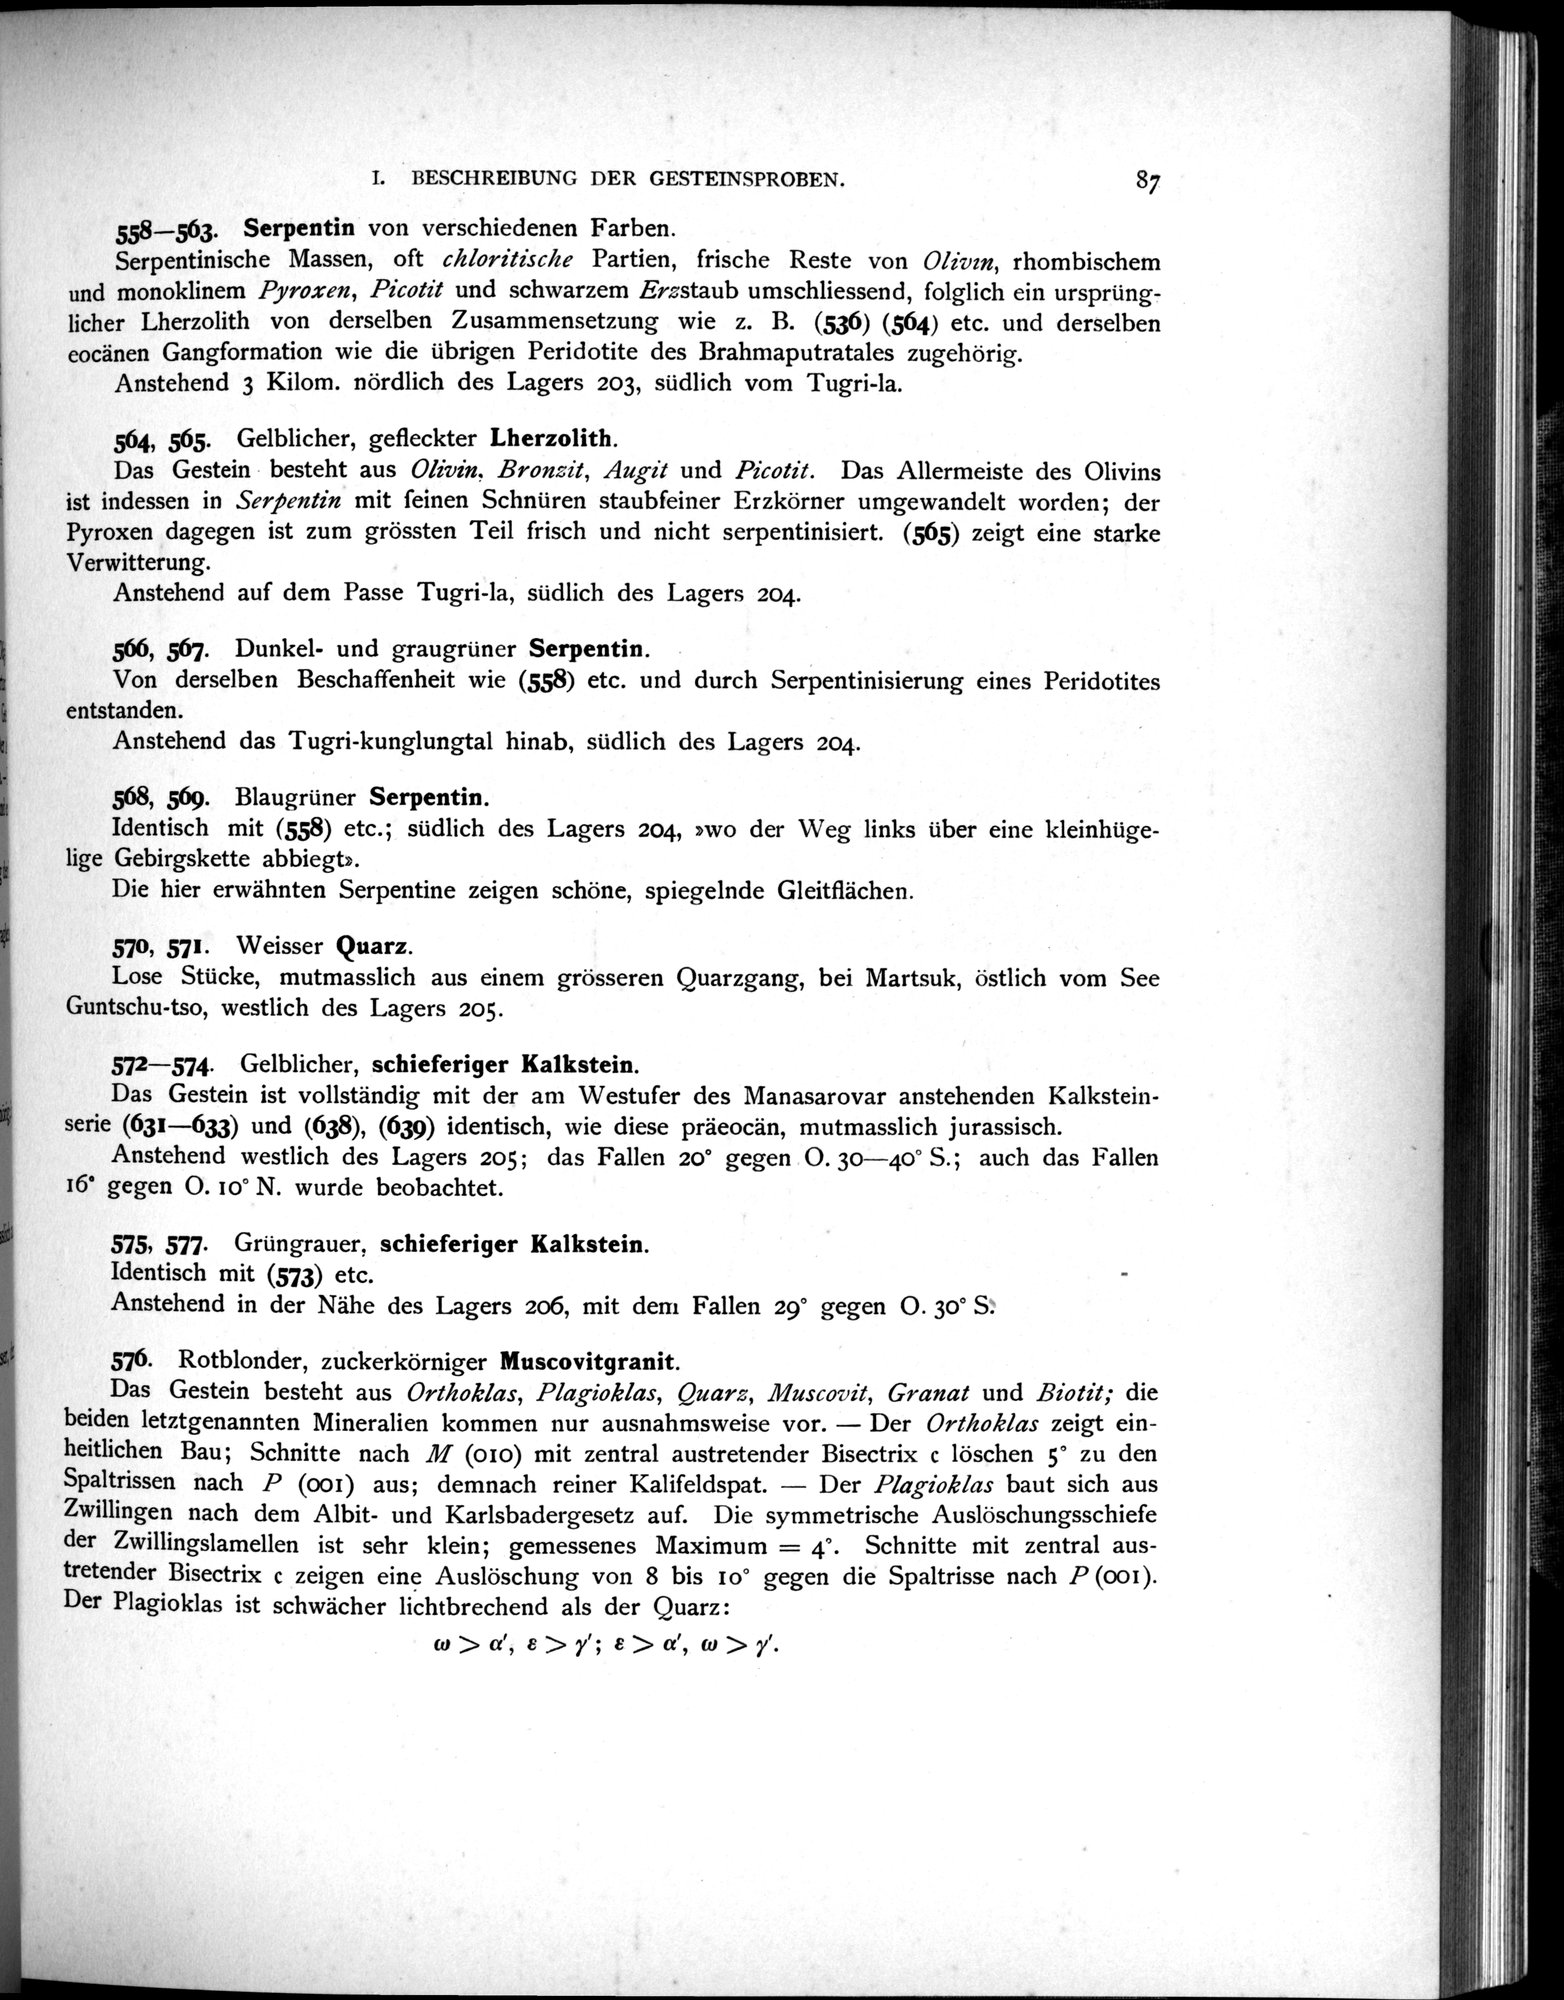 I. BESCHREIBUNG DER GESTEINSPROBEN. 87
558—563. Serpentin von verschiedenen Farben.
Serpentinische Massen, oft chloritische Partien, frische Reste von Olivin, rhombischem
und monoklinem Pyroxen, Picotit und schwarzem Erzstaub umschliessend, folglich ein ursprüng-
licher Lherzolith von derselben Zusammensetzung wie z. B. (536) (564) etc. und derselben
eocänen Gangformation wie die übrigen Peridotite des Brahmaputratales zugehörig.
Anstehend 3 Kilom. nördlich des Lagers 203, südlich vom Tugri-la.
564, 565. Gelblicher, gefleckter Lherzolith.
Das Gestein besteht aus Olivin, Bronzit, Augit und Picotit. Das Allermeiste des Olivins
ist indessen in Serpentin mit feinen Schnüren staubfeiner Erzkörner umgewandelt worden; der
Pyroxen dagegen ist zum grössten Teil frisch und nicht serpentinisiert. (565) zeigt eine starke
Verwitterung.
Anstehend auf dem Passe Tugri-la, südlich des Lagers 204.
566, 567. Dunkel- und graugrüner Serpentin.
Von derselben Beschaffenheit wie (558) etc. und durch Serpentinisierung eines Peridotites
entstanden.
Anstehend das Tugri-kunglungtal hinab, südlich des Lagers 204.
568, 569. Blaugrüner Serpentin.
Identisch mit (558) etc.; südlich des Lagers 204, »wo der Weg links über eine kleinhüge-
lige Gebirgskette abbiegt».
Die hier erwähnten Serpentine zeigen schöne, spiegelnde Gleitflächen.
570, 571. Weisser Quarz.
Lose Stücke, mutmasslich aus einem grösseren Quarzgang, bei Martsuk, östlich vom See
Guntschu-tso, westlich des Lagers 205.
572—574. Gelblicher, schieferiger Kalkstein.
Das Gestein ist vollständig mit der am Westufer des Manasarovar anstehenden Kalkstein-
serie (631—633) und (638), (639) identisch, wie diese präeocän, mutmasslich jurassisch.
Anstehend westlich des Lagers 205; das Fallen 20° gegen O. 30—40° S.; auch das Fallen
16° gegen O. 10° N. wurde beobachtet.
575, 577. Grüngrauer, schieferiger Kalkstein.
Identisch mit (573) etc.
Anstehend in der Nähe des Lagers 206, mit dem Fallen 29° gegen O. 30° S.
576. Rotblonder, zuckerkörniger Muscovitgranit.
Das Gestein besteht aus Orthoklas, Plagioklas, Quarz, Muscovit, Granat und Biotit; die
beiden letztgenannten Mineralien kommen nur ausnahmsweise vor. — Der Orthoklas zeigt ein-
heitlichen Bau; Schnitte nach M (010) mit zentral austretender Bisectrix c löschen 5° zu den
Spaltrissen nach P (001) aus; demnach reiner Kalifeldspat. — Der Plagioklas baut sich aus
Zwillingen nach dem Albit- und Karlsbadergesetz auf. Die symmetrische Auslöschungsschiefe
der Zwillingslamellen ist sehr klein; gemessenes Maximum = 4°. Schnitte mit zentral aus-
tretender Bisectrix c zeigen eine Auslöschung von 8 bis 10° gegen die Spaltrisse nach P (001).
Der Plagioklas ist schwächer lichtbrechend als der Quarz:
ω > α′, ε > γ′; ε > α′, ω > γ′.